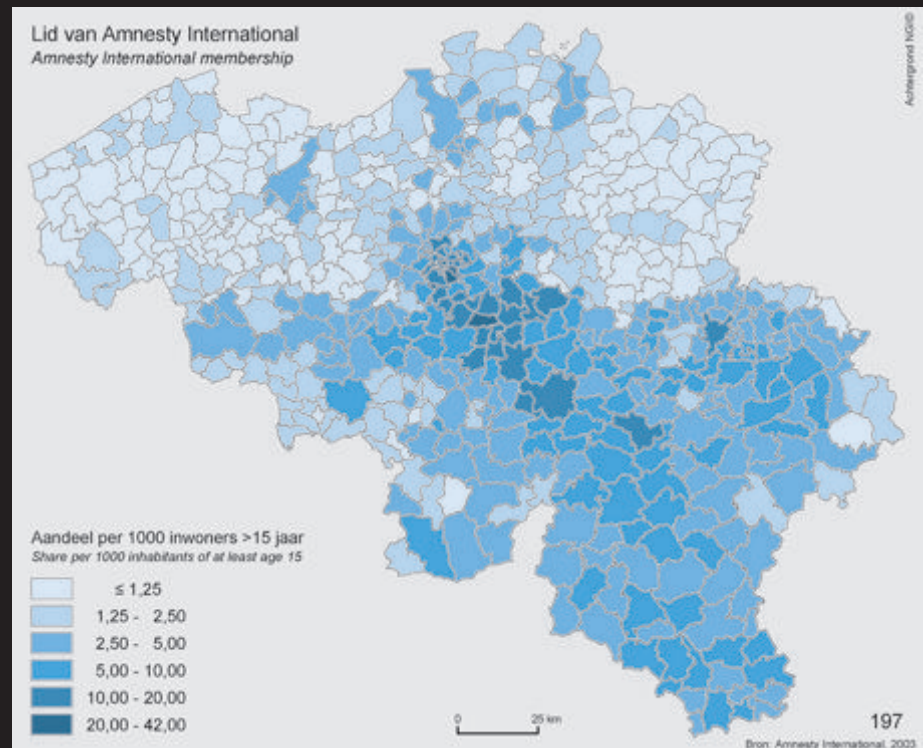 Lid van Amnesty International
Amnesty International membership
Achtergrond NGI©
Aandeel per 1000 inwoners >15 jaar
Share per 1000 inhabitants of at least age 15
≤ 1,25
1,25 - 2,50
2,50 - 5,00
5,00 - 10,00
10,00 - 20,00
20,00 - 42,00
0 25 km
197
Bron: Amnesty International, 2003